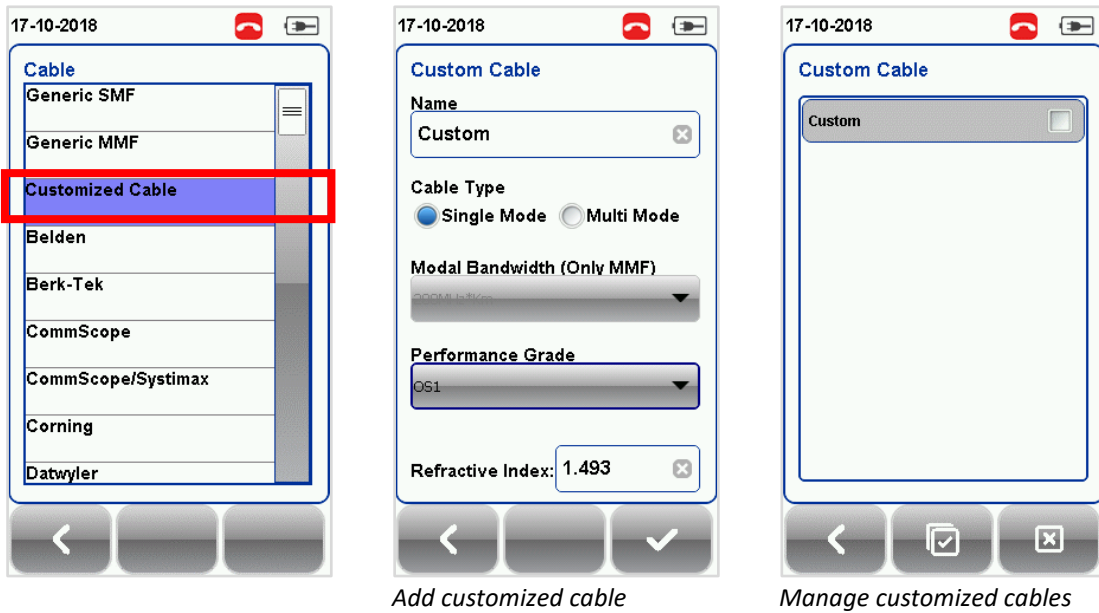 17-10-2018
Cable
Generic SMF
Generic MMF
Customized Cable
Belden
Berk-Tek
CommScope
CommScope/Systimax
Corning
Datwyler
17-10-2018
Custom Cable
Name
Custom
Cable Type
Single Mode Multi Mode
Modal Bandwidth (Only MMF)
200MHz*Km
Performance Grade
OS1
Refractive Index: 1.493
Add customized cable
17-10-2018
Custom Cable
Custom
Manage customized cables